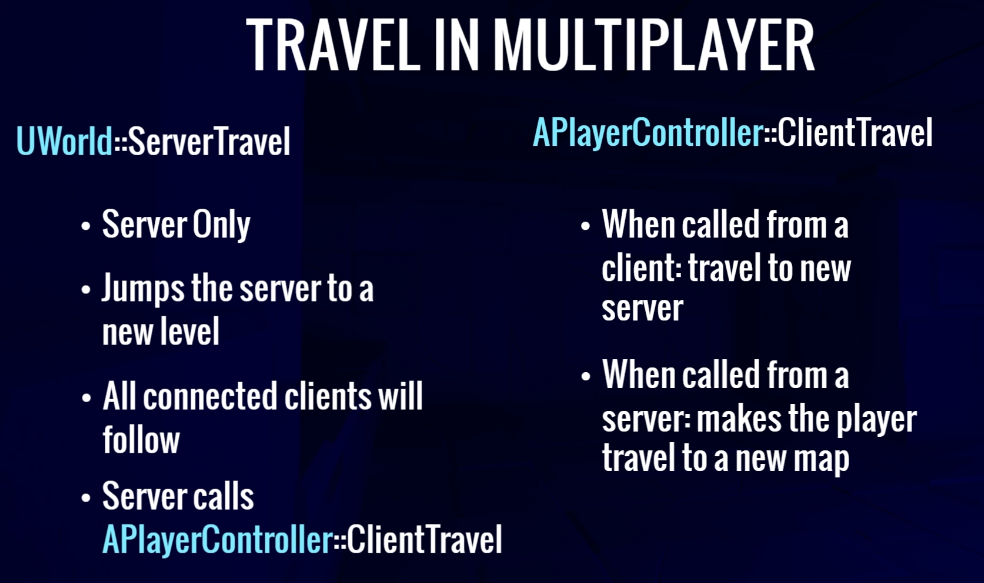 TRAVEL IN MULTIPLAYER
UWorld::ServerTravel
• Server Only
• Jumps the server to a
new level
• All connected clients will
follow
• Server calls
APlayerController::ClientTravel
APlayerController::ClientTravel
• When called from a
client: travel to new
server
• When called from a
server: makes the player
travel to a new map